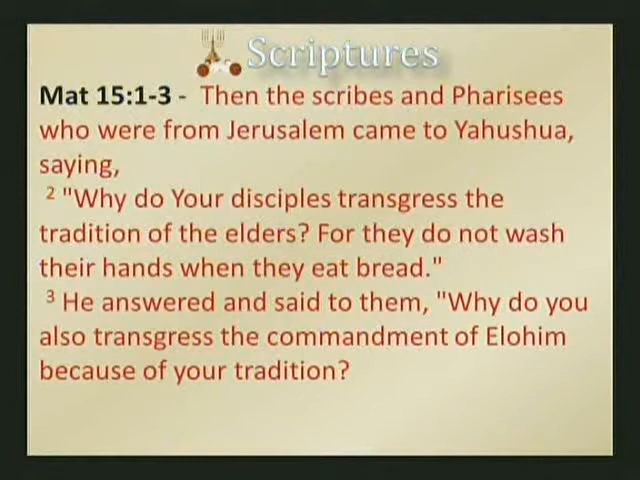 Scriptures
Mat 15:1-3 - Then the scribes and Pharisees
who were from Jerusalem came to Yahushua,
saying,
2 "Why do Your disciples transgress the
tradition of the elders? For they do not wash
their hands when they eat bread."
3 He answered and said to them, "Why do you
also transgress the commandment of Elohim
because of your tradition?